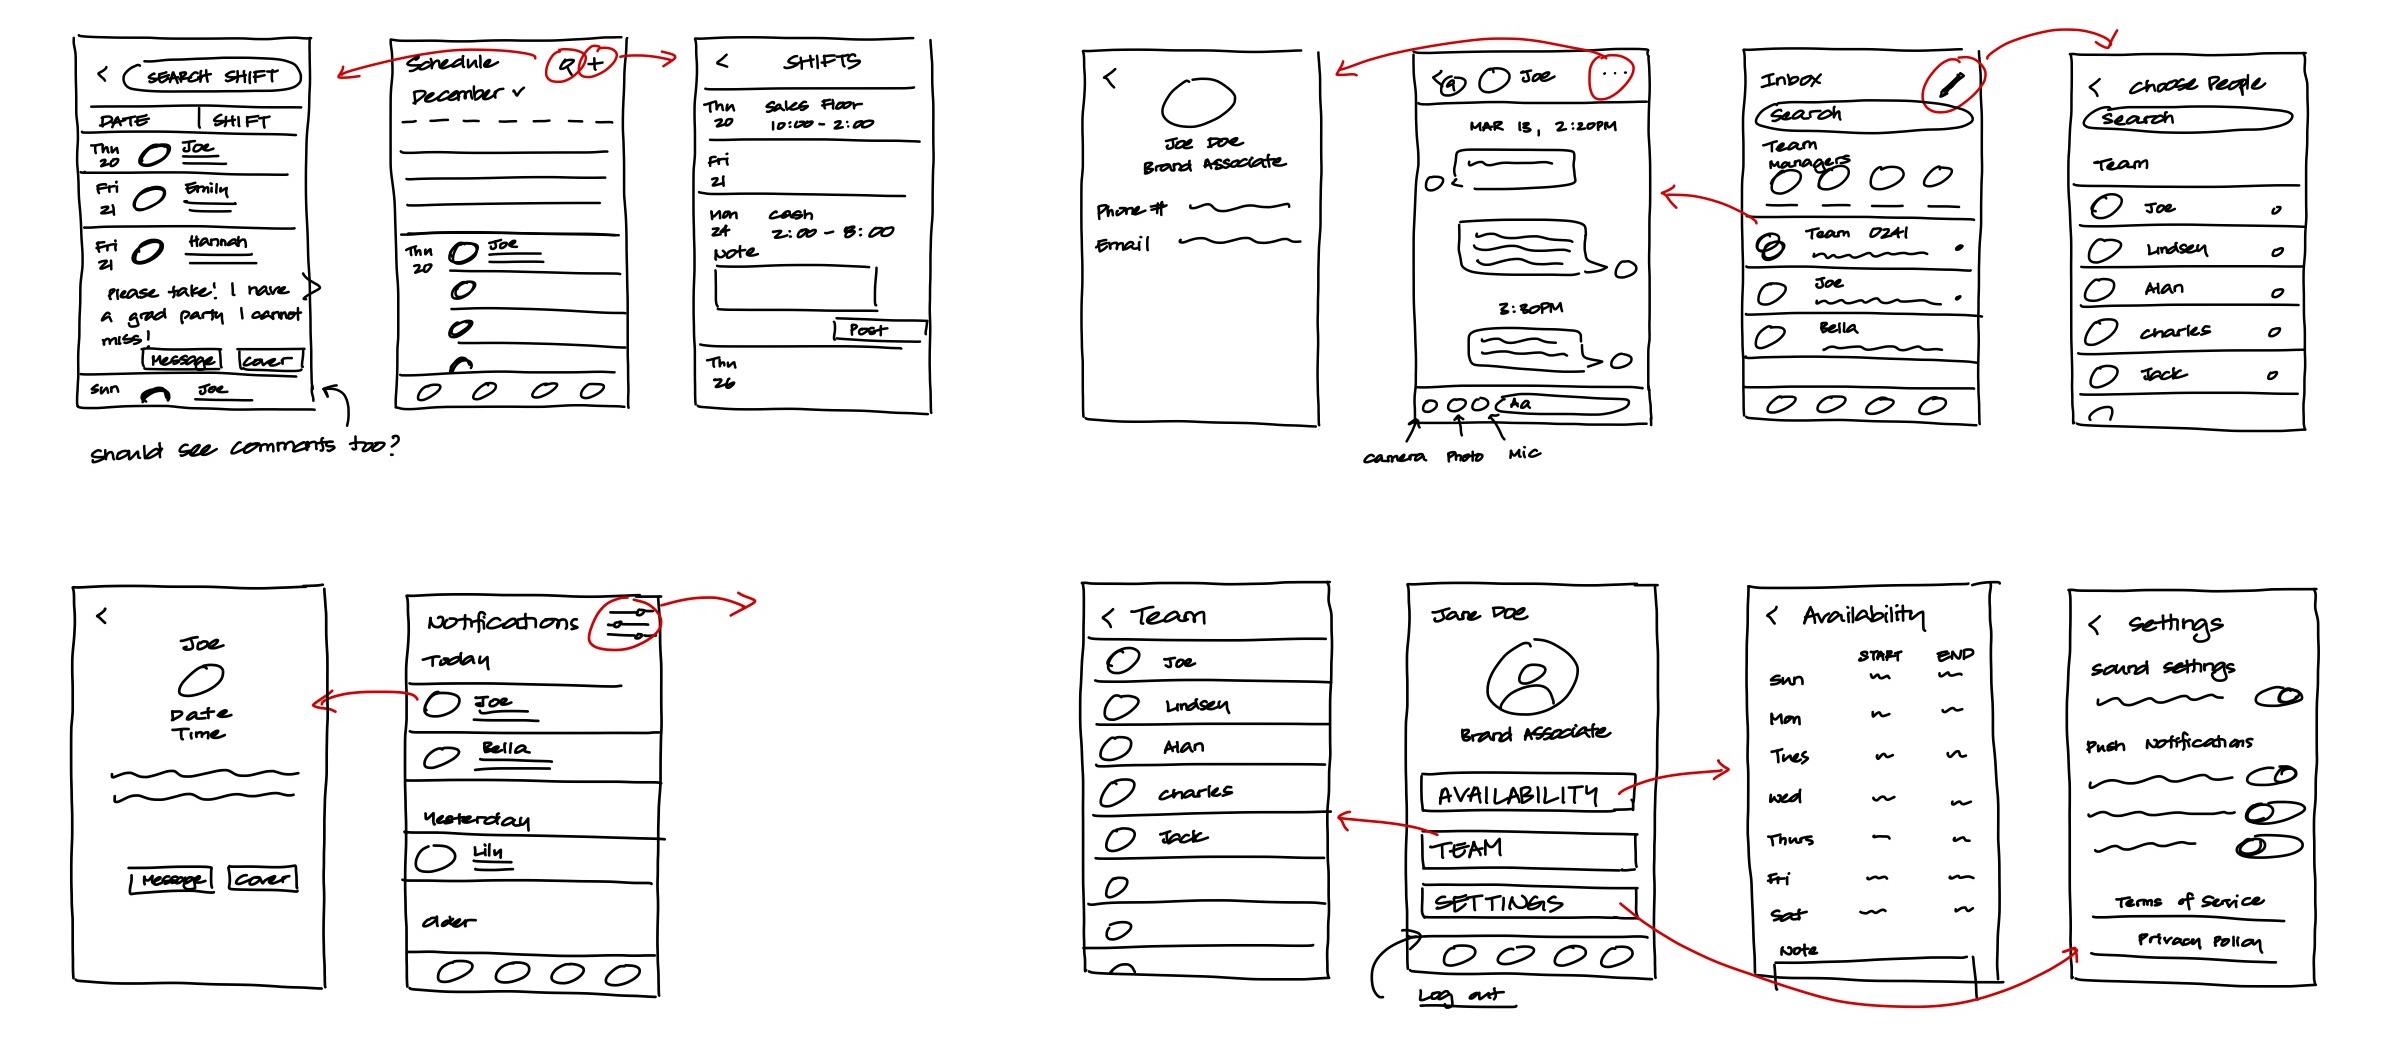 SEARCH SHIFT
DATE SHIFT
Thu 20 Joe
Fri 21 Emily
Fri 21 Hannah
Please take! I have
a grad party I cannot
miss!
Message Cover
Sun Joe
Should see comments too?
Schedule +
December
Thu 20 Joe
SHIFTS
Thu 20 Sales Floor
10:00 - 2:00
Fri 21
Mon 24 Cash
2:00 - 8:00
Note
Post
Thu 26
Joe Doe
Brand Associate
Phone #
Email
Joe ...
MAR 13, 2:20PM
3:30PM
Aa
Camera Photo Mic
Inbox
Search
Team
Managers
Team 0241
Joe
Bella
Choose People
Search
Team
Joe
Lindsey
Alan
Charles
Jack
Joe
Date
Time
Message Cover
Notifications
Today
Joe
Bella
Yesterday
Lily
Older
Team
Joe
Lindsey
Alan
Charles
Jack
Jane Doe
Brand Associate
AVAILABILITY
TEAM
SETTINGS
Log out
Availability
START END
Sun
Mon
Tues
Wed
Thurs
Fri
Sat
Note
Settings
Sound Settings
Push Notifications
Terms of Service
Privacy Policy